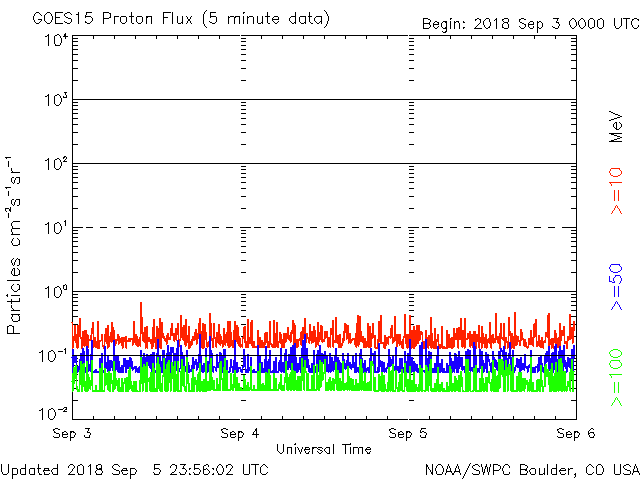 GOES15 Proton Flux (5 minute data)
Begin: 2018 Sep 3 0000 UTC
Particles cm⁻²s⁻¹sr⁻¹
10⁴
10³
10²
10¹
10⁰
10⁻¹
10⁻²
Sep 3
Sep 4
Sep 5
Sep 6
Universal Time
MeV
>=10
>=50
>=100
Updated 2018 Sep 5 23:56:02 UTC
NOAA/SWPC Boulder, CO USA